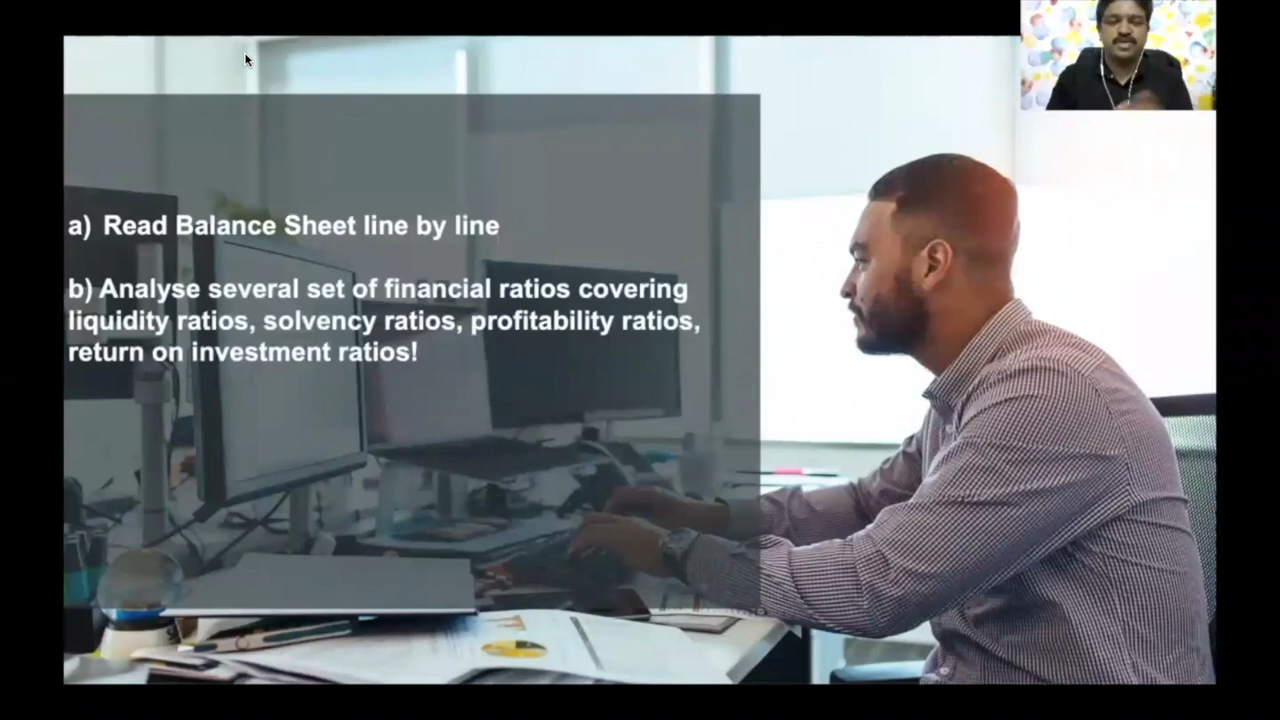 a) Read Balance Sheet line by line
b) Analyse several set of financial ratios covering
liquidity ratios, solvency ratios, profitability ratios,
return on investment ratios!